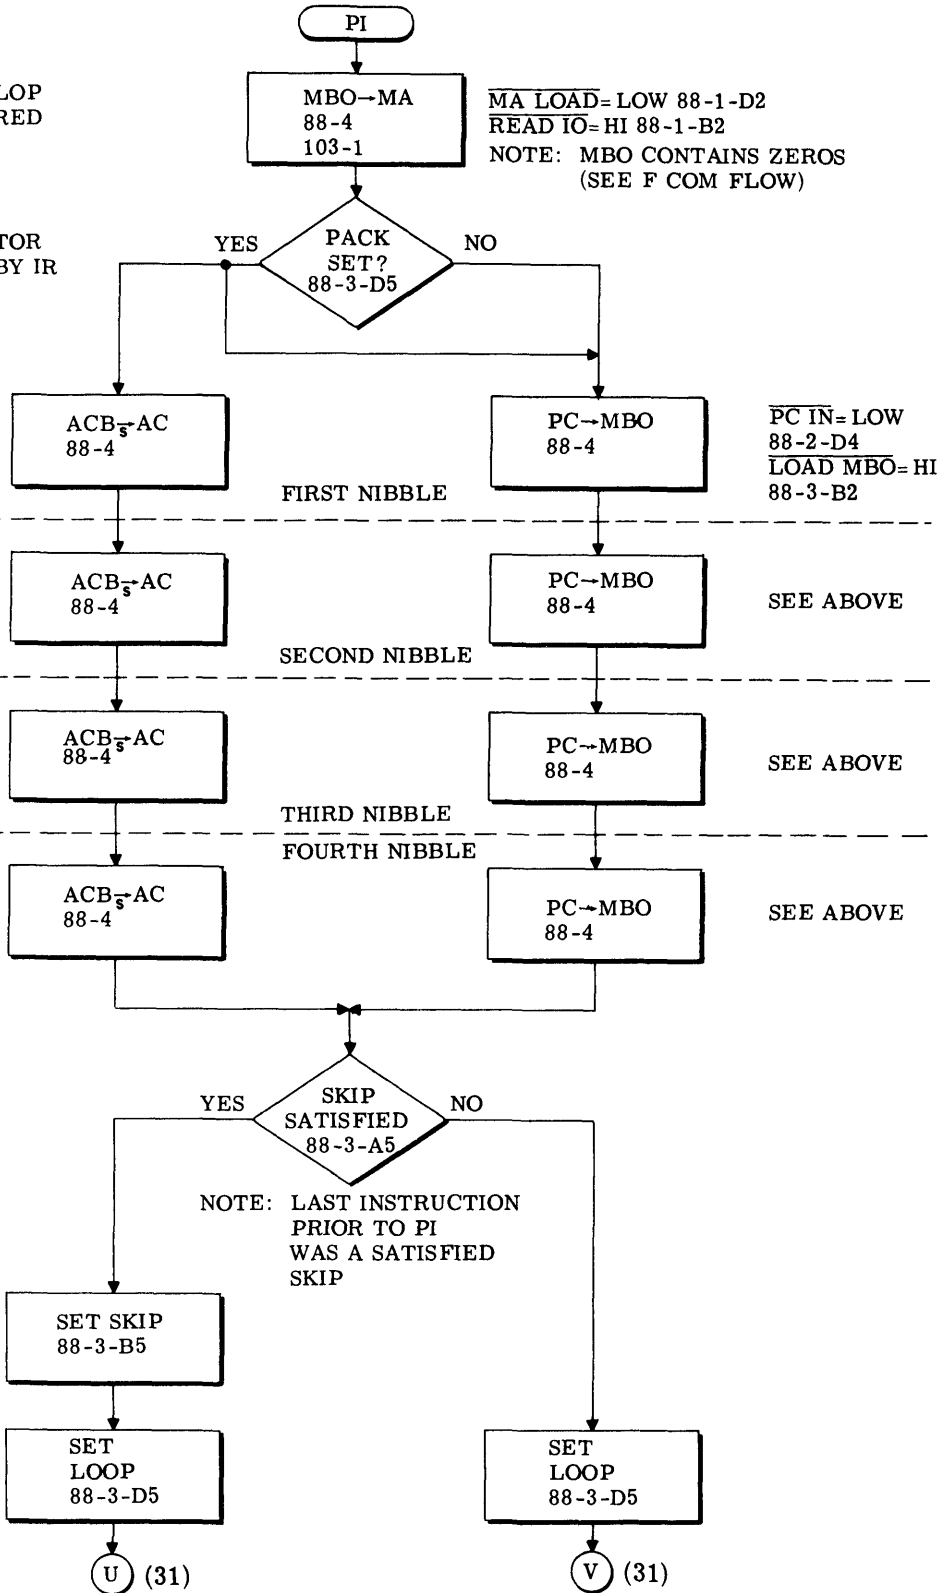 PI
LOP
RED
MBO→MA
88-4
103-1
MA LOAD = LOW 88-1-D2
READ IO = HI 88-1-B2
NOTE: MBO CONTAINS ZEROS
(SEE F COM FLOW)
TOR
BY IR
YES
PACK
SET?
88-3-D5
NO
ACB→S AC
88-4
PC→MBO
88-4
PC IN = LOW
88-2-D4
LOAD MBO = HI
88-3-B2
FIRST NIBBLE
ACB→S AC
88-4
PC→MBO
88-4
SEE ABOVE
SECOND NIBBLE
ACB→S AC
88-4
PC→MBO
88-4
SEE ABOVE
THIRD NIBBLE
FOURTH NIBBLE
ACB→S AC
88-4
PC→MBO
88-4
SEE ABOVE
YES
SKIP
SATISFIED
88-3-A5
NO
NOTE: LAST INSTRUCTION
PRIOR TO PI
WAS A SATISFIED
SKIP
SET SKIP
88-3-B5
SET
LOOP
88-3-D5
SET
LOOP
88-3-D5
U (31)
V (31)